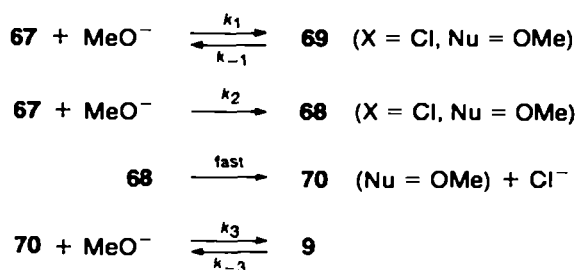 67 + MeO⁻ k₁ ⇌ k₋₁ 69 (X = Cl, Nu = OMe)
67 + MeO⁻ k₂ → 68 (X = Cl, Nu = OMe)
68 fast → 70 (Nu = OMe) + Cl⁻
70 + MeO⁻ k₃ ⇌ k₋₃ 9